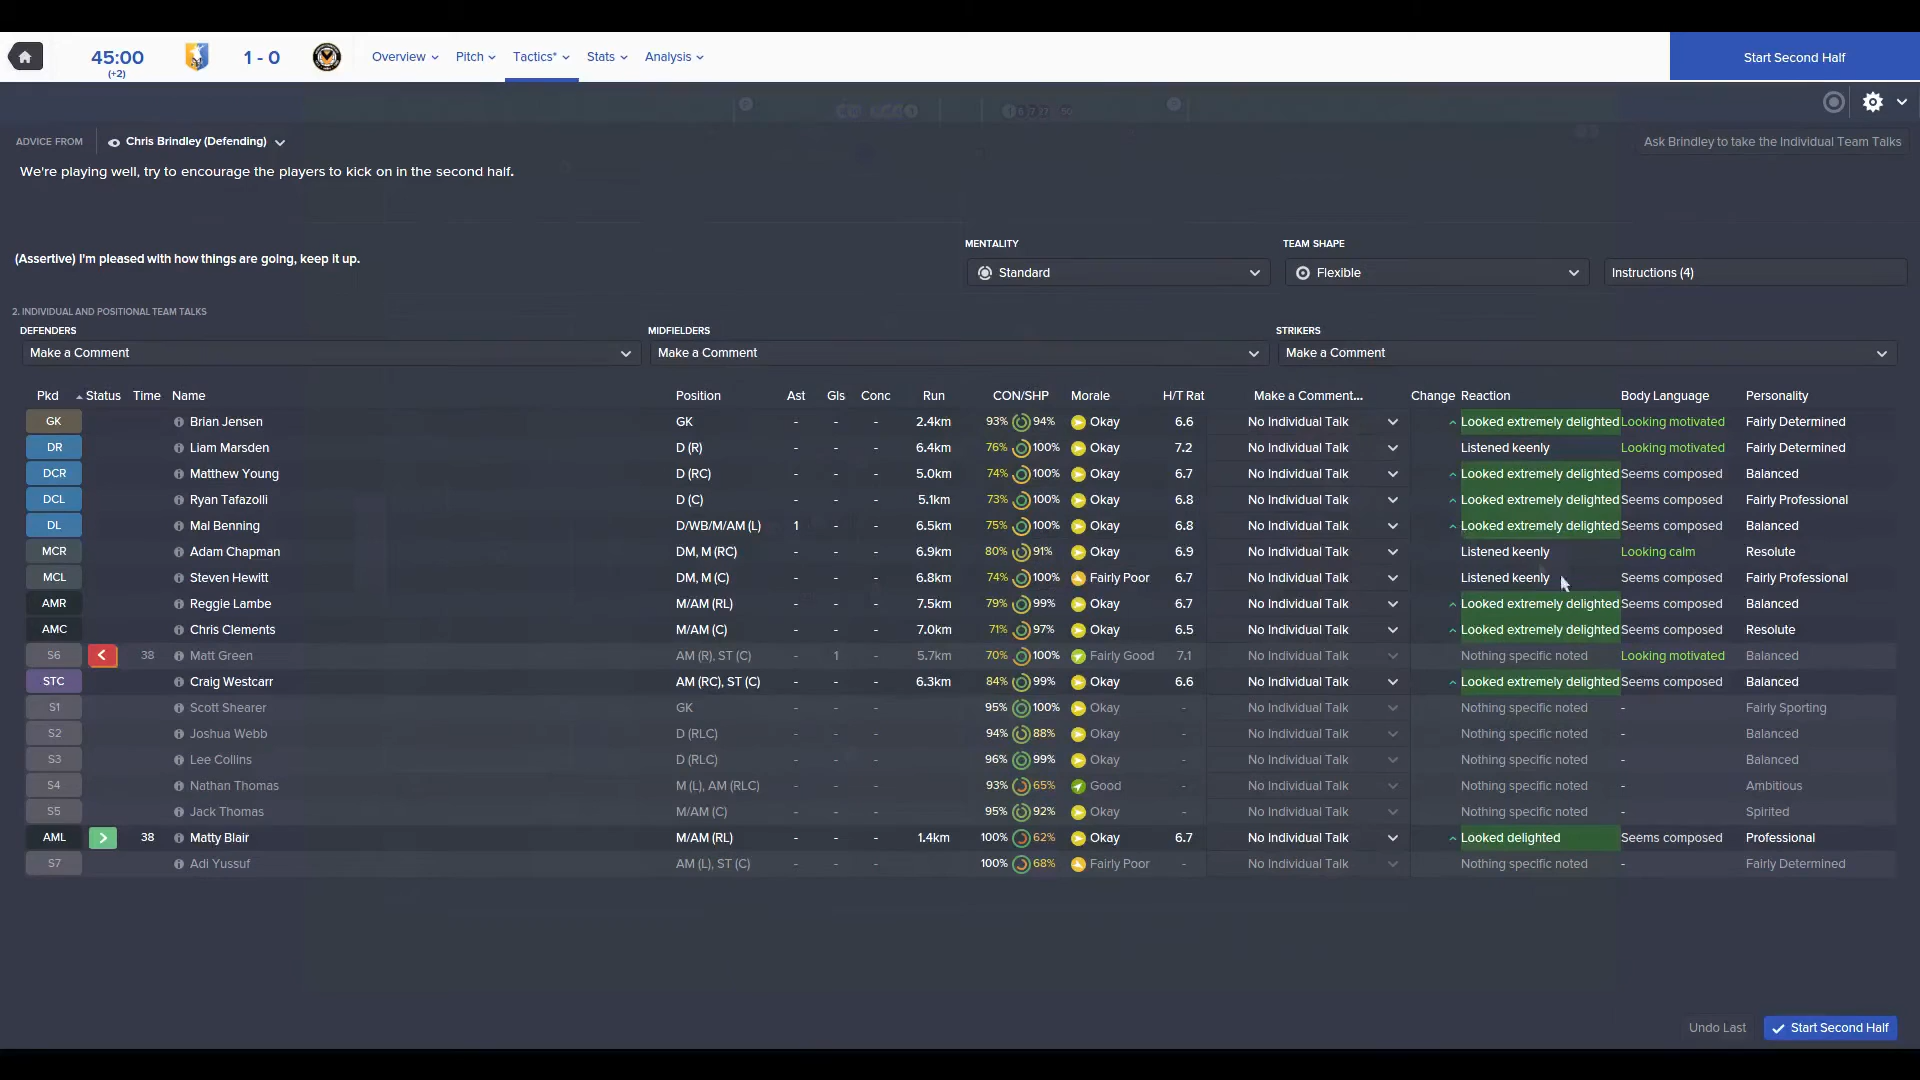 45:00
(+2)
1 - 0
Overview
Pitch
Tactics*
Stats
Analysis
Start Second Half
ADVICE FROM
Chris Brindley (Defending)
Ask Brindley to take the Individual Team Talks
We're playing well, try to encourage the players to kick on in the second half.
(Assertive) I'm pleased with how things are going, keep it up.
MENTALITY
Standard
TEAM SHAPE
Flexible
Instructions (4)
2. INDIVIDUAL AND POSITIONAL TEAM TALKS
DEFENDERS
Make a Comment
MIDFIELDERS
Make a Comment
STRIKERS
Make a Comment
Pkd Status Time Name Position Ast Gls Conc Run CON/SHP Morale H/T Rat Make a Comment... Change Reaction Body Language Personality
GK Brian Jensen GK - - - 2.4km 93% 94% Okay 6.6 No Individual Talk Looked extremely delighted Looking motivated Fairly Determined
DR Liam Marsden D (R) - - - 6.4km 76% 100% Okay 7.2 No Individual Talk Listened keenly Looking motivated Fairly Determined
DCR Matthew Young D (RC) - - - 5.0km 74% 100% Okay 6.7 No Individual Talk Looked extremely delighted Seems composed Balanced
DCL Ryan Tafazolli D (C) - - - 5.1km 73% 100% Okay 6.8 No Individual Talk Looked extremely delighted Seems composed Fairly Professional
DL Mal Benning D/WB/M/AM (L) 1 - - 6.5km 75% 100% Okay 6.8 No Individual Talk Looked extremely delighted Seems composed Balanced
MCR Adam Chapman DM, M (RC) - - - 6.9km 80% 91% Okay 6.9 No Individual Talk Listened keenly Looking calm Resolute
MCL Steven Hewitt DM, M (C) - - - 6.8km 74% 100% Fairly Poor 6.7 No Individual Talk Listened keenly Seems composed Fairly Professional
AMR Reggie Lambe M/AM (RL) - - - 7.5km 79% 99% Okay 6.7 No Individual Talk Looked extremely delighted Seems composed Balanced
AMC Chris Clements M/AM (C) - - - 7.0km 71% 97% Okay 6.5 No Individual Talk Looked extremely delighted Seems composed Resolute
S6 38 Matt Green AM (R), ST (C) - 1 - 5.7km 70% 100% Fairly Good 7.1 No Individual Talk Nothing specific noted Looking motivated Balanced
STC Craig Westcarr AM (RC), ST (C) - - - 6.3km 84% 99% Okay 6.6 No Individual Talk Looked extremely delighted Seems composed Balanced
S1 Scott Shearer GK 95% 100% Okay - No Individual Talk Nothing specific noted - Fairly Sporting
S2 Joshua Webb D (RLC) 94% 88% Okay - No Individual Talk Nothing specific noted - Balanced
S3 Lee Collins D (RLC) 96% 99% Okay - No Individual Talk Nothing specific noted - Balanced
S4 Nathan Thomas M (L), AM (RLC) 93% 65% Good - No Individual Talk Nothing specific noted - Ambitious
S5 Jack Thomas M/AM (C) 95% 92% Okay - No Individual Talk Nothing specific noted - Spirited
AML 38 Matty Blair M/AM (RL) - - - 1.4km 100% 62% Okay 6.7 No Individual Talk Looked delighted Seems composed Professional
S7 Adi Yussuf AM (L), ST (C) 100% 68% Fairly Poor - No Individual Talk Nothing specific noted - Fairly Determined
Undo Last
Start Second Half